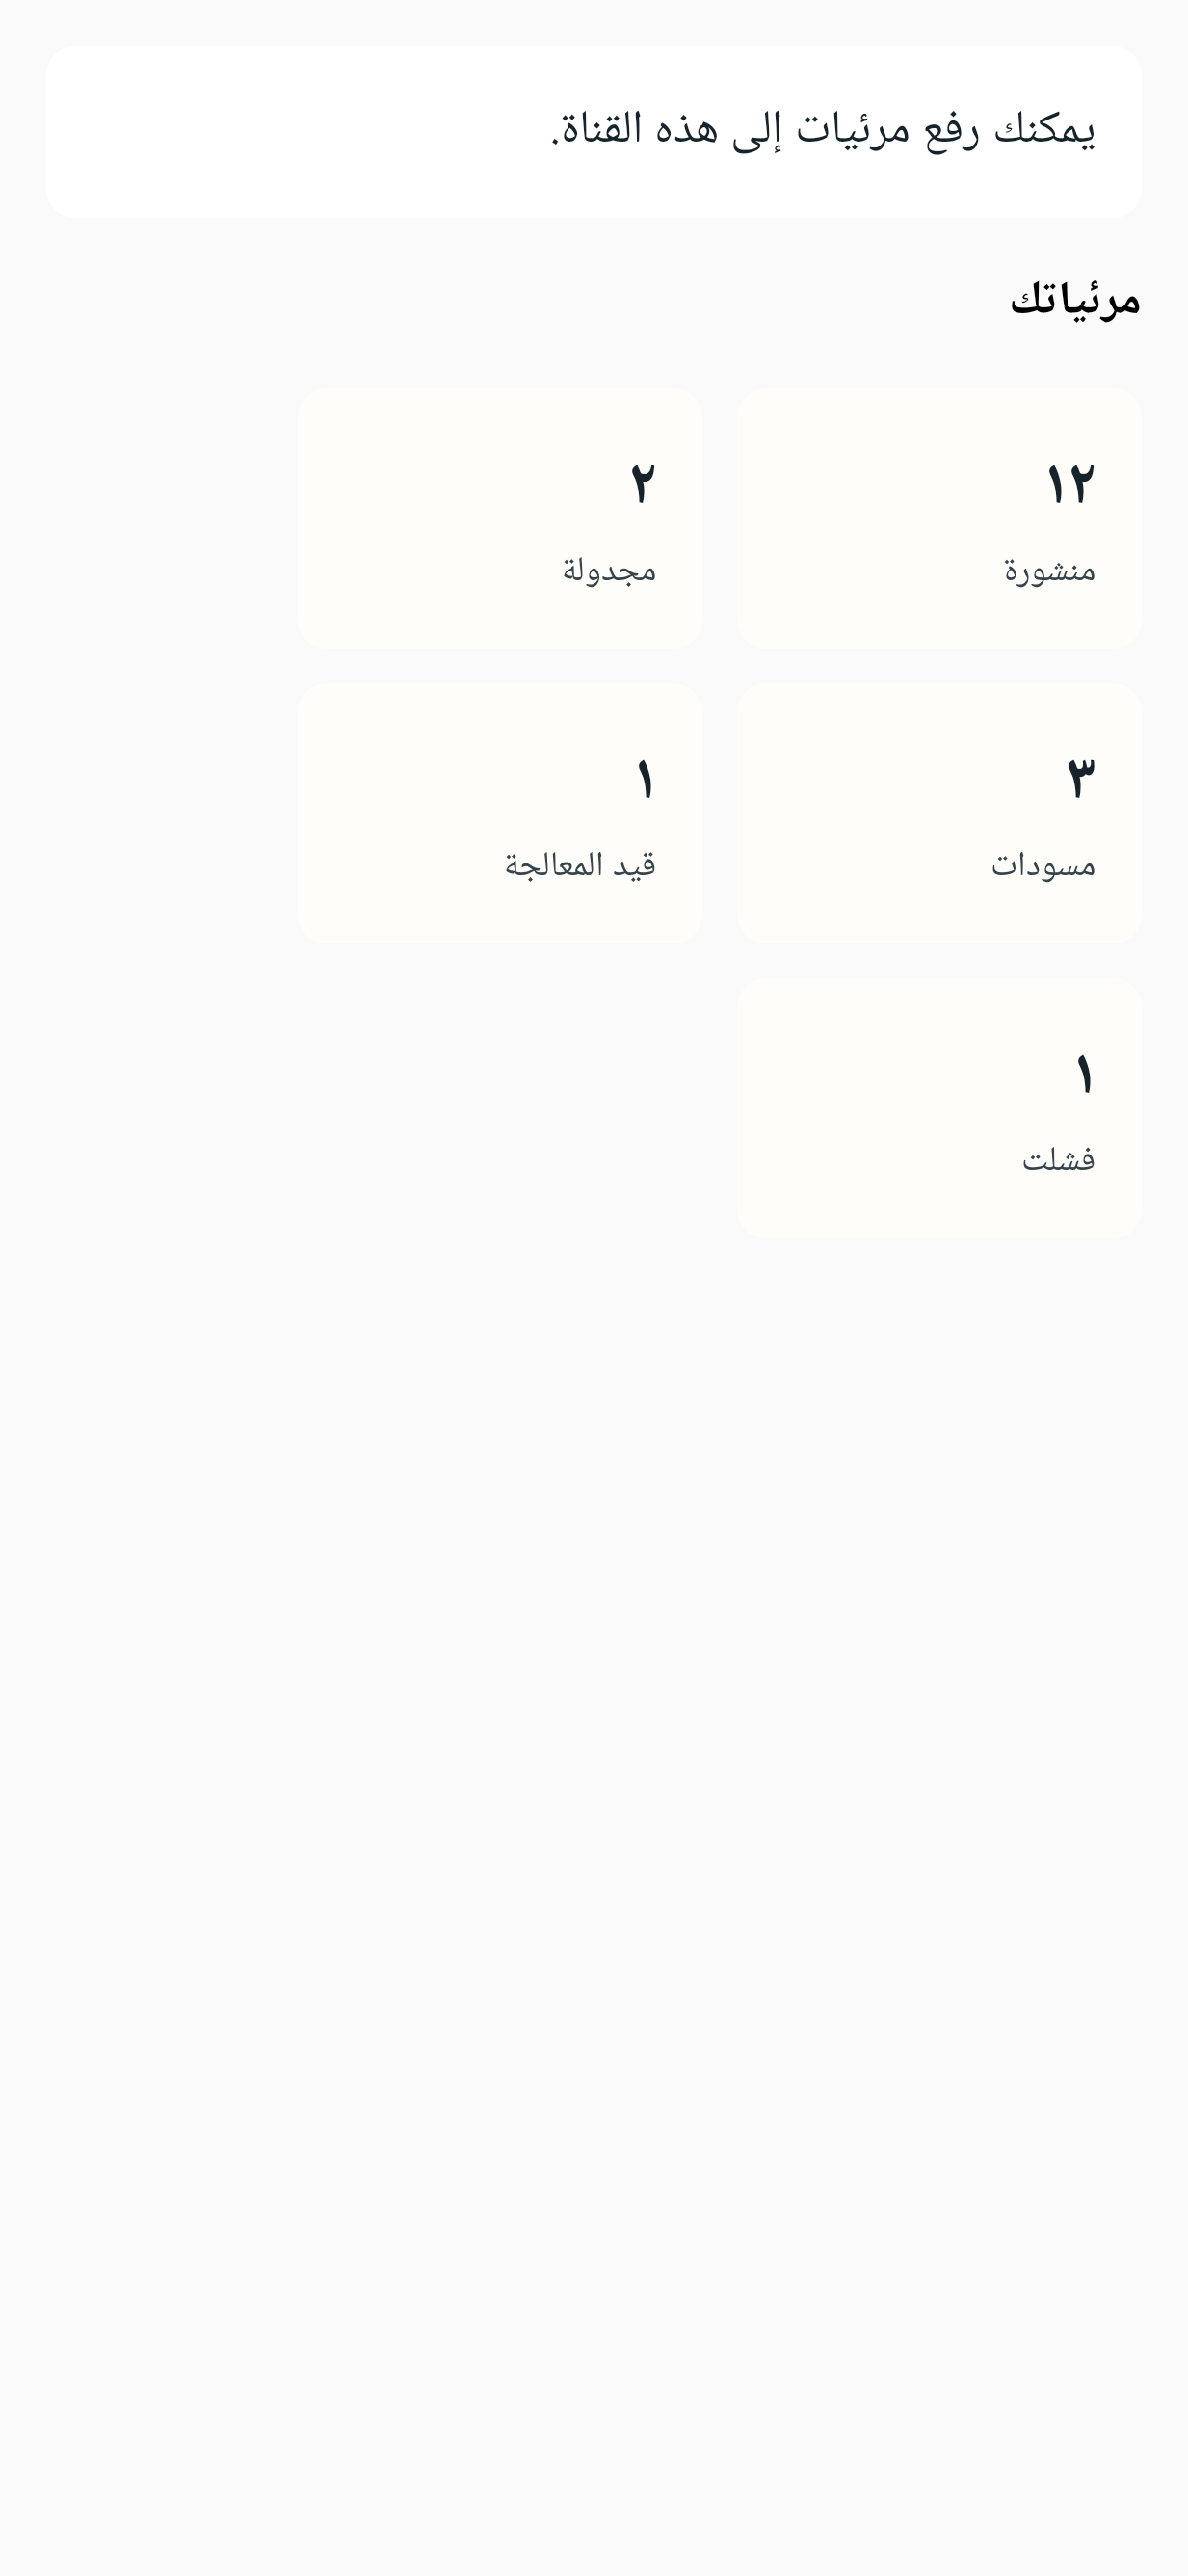 يمكنك رفع مرئيات إلى هذه القناة.
مرئياتك
١٢
منشورة
٢
مجدولة
٣
مسودات
١
قيد المعالجة
١
فشلت